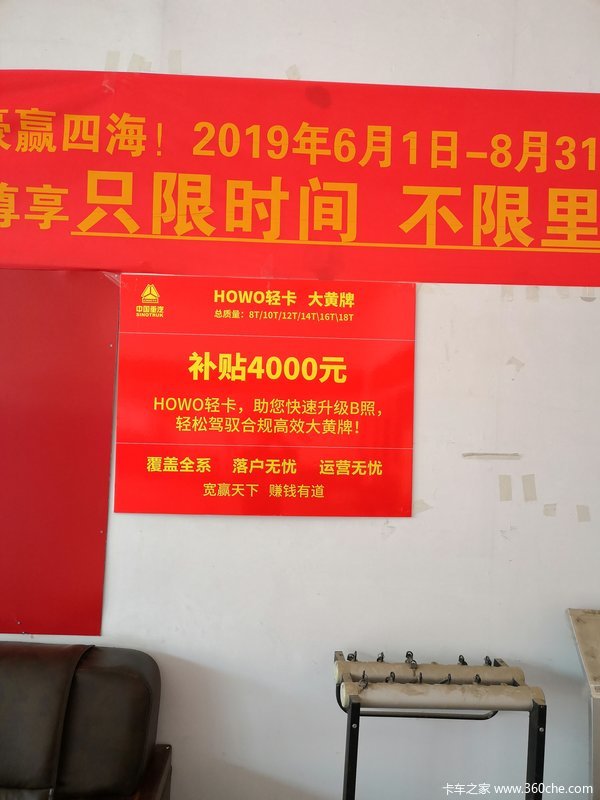 赢四海！2019年6月1日-8月31
尊享只限时间 不限里
中国重汽
SINOTRUK
HOWO轻卡 大黄牌
总质量：8T/10T/12T/14T\16T\18T
补贴4000元
HOWO轻卡，助您快速升级B照，
轻松驾驭合规高效大黄牌！
覆盖全系 落户无忧 运营无忧
宽赢天下 赚钱有道
卡车之家 www.360che.com